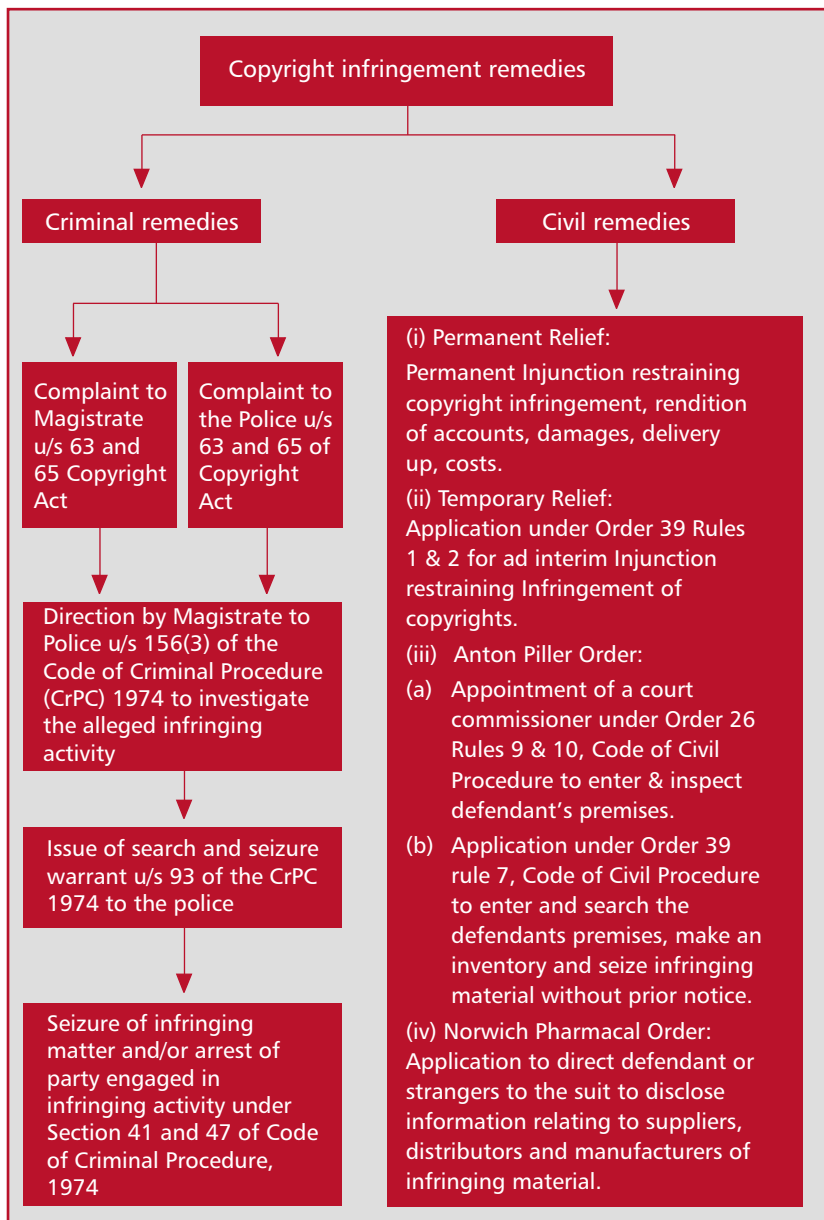 Copyright infringement remedies
Criminal remedies
Civil remedies
Complaint to
Magistrate
u/s 63 and
65 Copyright
Act
Complaint to
the Police u/s
63 and 65 of
Copyright
Act
Direction by Magistrate to
Police u/s 156(3) of the
Code of Criminal Procedure
(CrPC) 1974 to investigate
the alleged infringing
activity
Issue of search and seizure
warrant u/s 93 of the CrPC
1974 to the police
Seizure of infringing
matter and/or arrest of
party engaged in
infringing activity under
Section 41 and 47 of Code
of Criminal Procedure,
1974
(i) Permanent Relief:
Permanent Injunction restraining
copyright infringement, rendition
of accounts, damages, delivery
up, costs.
(ii) Temporary Relief:
Application under Order 39 Rules
1 & 2 for ad interim Injunction
restraining Infringement of
copyrights.
(iii) Anton Piller Order:
(a) Appointment of a court
commissioner under Order 26
Rules 9 & 10, Code of Civil
Procedure to enter & inspect
defendant’s premises.
(b) Application under Order 39
rule 7, Code of Civil Procedure
to enter and search the
defendants premises, make an
inventory and seize infringing
material without prior notice.
(iv) Norwich Pharmacal Order:
Application to direct defendant or
strangers to the suit to disclose
information relating to suppliers,
distributors and manufacturers of
infringing material.